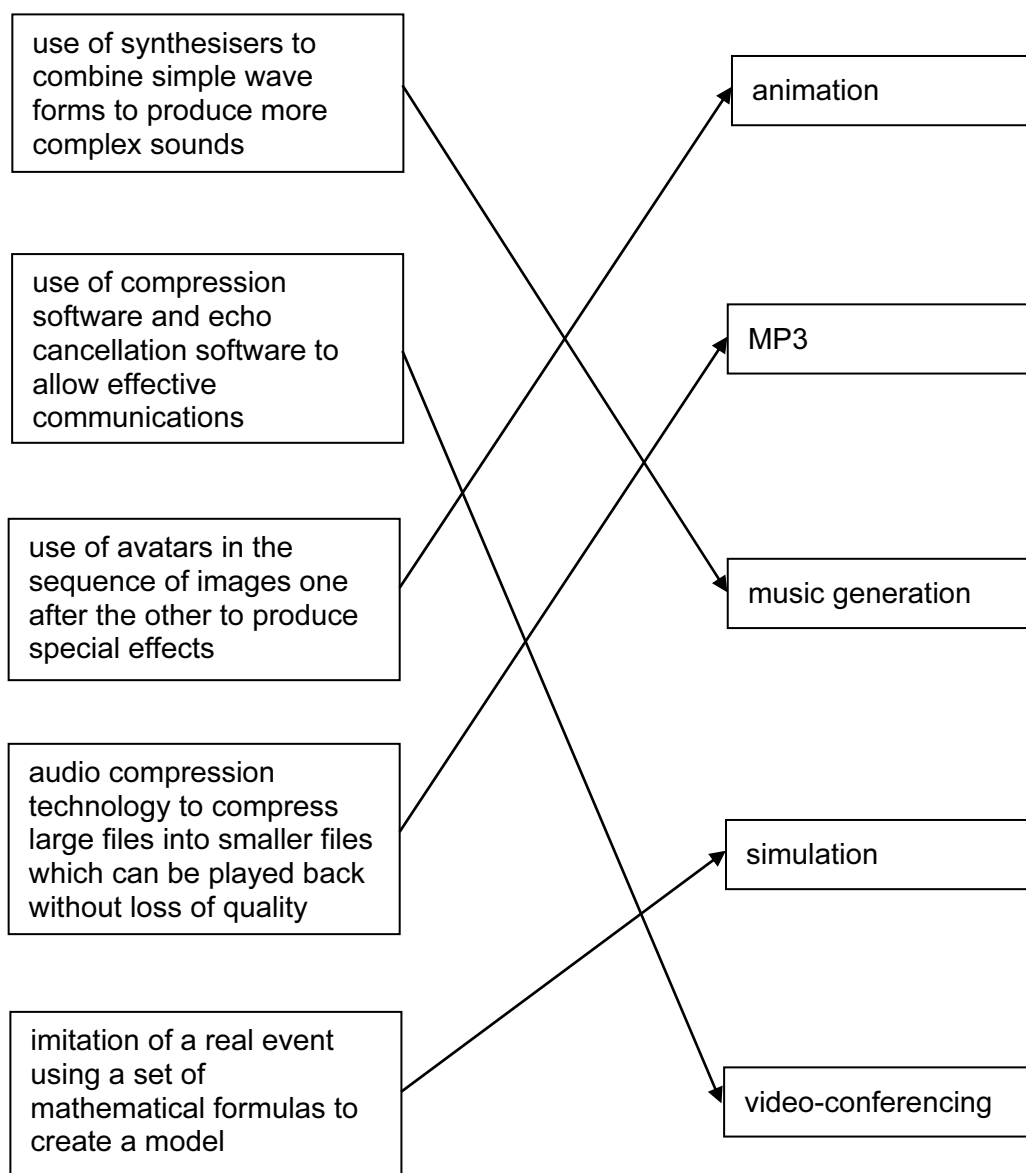 use of synthesisers to
combine simple wave
forms to produce more
complex sounds
animation
use of compression
software and echo
cancellation software to
allow effective
communications
MP3
use of avatars in the
sequence of images one
after the other to produce
special effects
music generation
audio compression
technology to compress
large files into smaller files
which can be played back
without loss of quality
simulation
imitation of a real event
using a set of
mathematical formulas to
create a model
video-conferencing